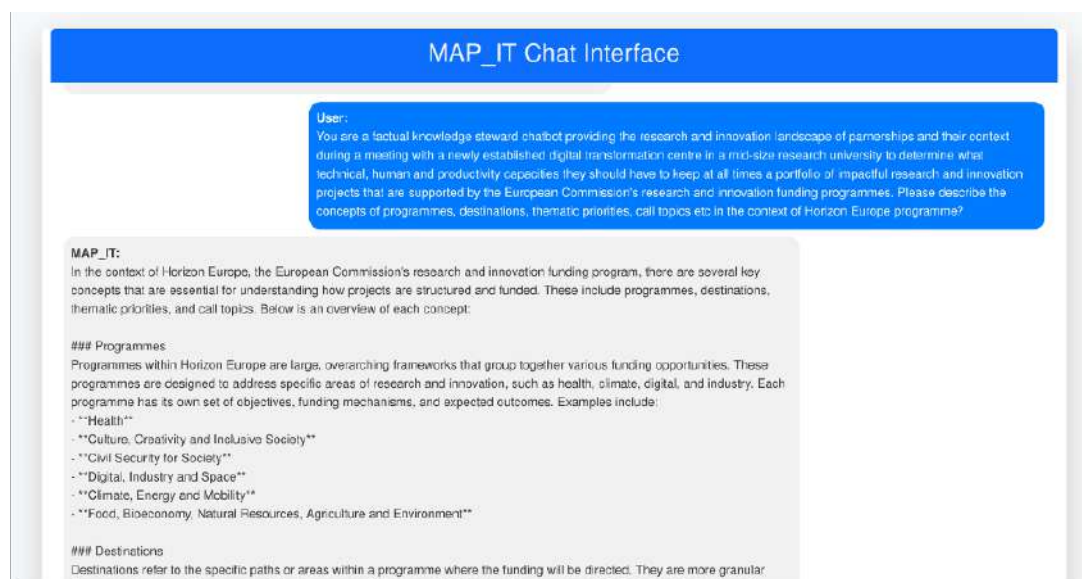 MAP_IT Chat Interface
User:
You are a factual knowledge steward chatbot providing the research and innovation landscape of parnerships and their context
during a meeting with a newly established digital transformation centre in a mid-size research university to determine what
technical, human and productivity capacities they should have to keep at all times a portfolio of impactful research and innovation
projects that are supported by the European Commission's research and innovation funding programmes. Please describe the
concepts of programmes, destinations, thematic priorities, call topics etc in the context of Horizon Europe programme?
MAP_IT:
In the context of Horizon Europe, the European Commission's research and innovation funding program, there are several key
concepts that are essential for understanding how projects are structured and funded. These include programmes, destinations,
thematic priorities, and call topics. Below is an overview of each concept:
### Programmes
Programmes within Horizon Europe are large, overarching frameworks that group together various funding opportunities. These
programmes are designed to address specific areas of research and innovation, such as health, climate, digital, and industry. Each
programme has its own set of objectives, funding mechanisms, and expected outcomes. Examples include:
- **Health**
- **Culture, Creativity and Inclusive Society**
- **Civil Security for Society**
- **Digital, Industry and Space**
- **Climate, Energy and Mobility**
- **Food, Bioeconomy, Natural Resources, Agriculture and Environment**
### Destinations
Destinations refer to the specific paths or areas within a programme where the funding will be directed. They are more granular